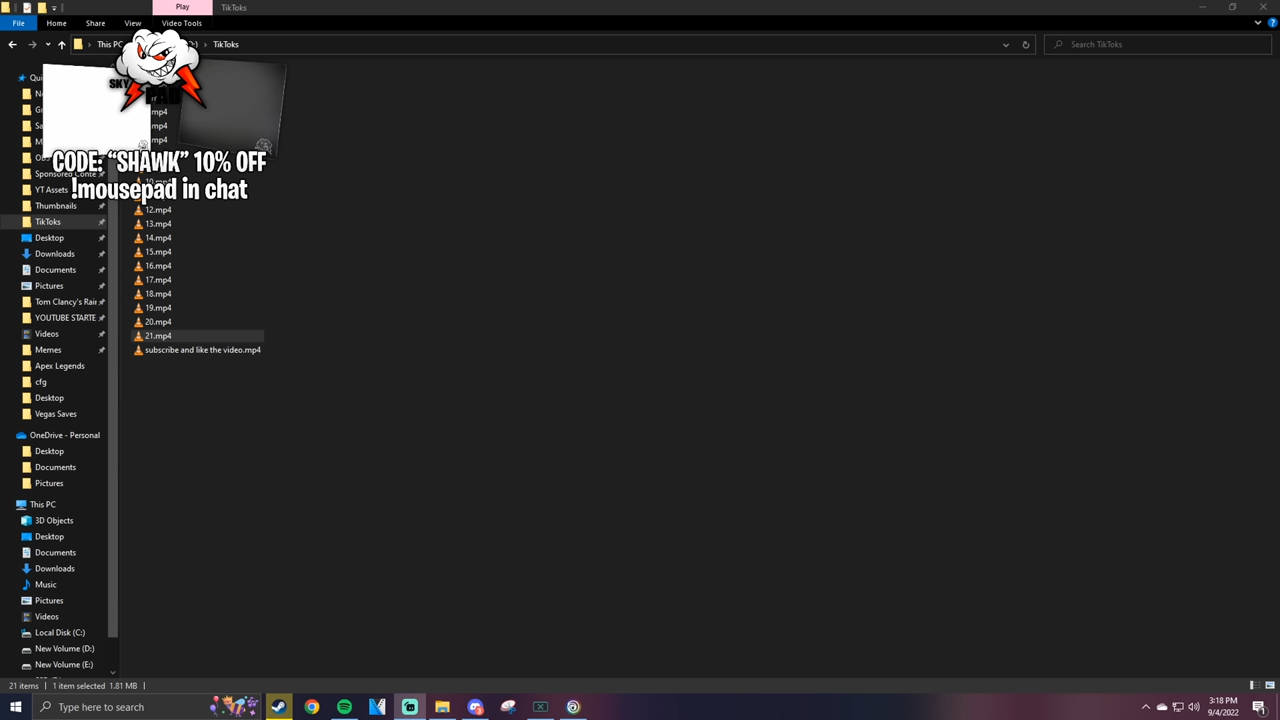 Play
TikToks
File
Home
Share
View
Video Tools
This PC
TikToks
Search TikToks
SKY
PAD
CODE: “SHAWK” 10% OFF
!mousepad in chat
Sponsored Conte
YT Assets
Thumbnails
TikToks
Desktop
Downloads
Documents
Pictures
Tom Clancy's Rain
YOUTUBE STARTE
Videos
Memes
Apex Legends
cfg
Desktop
Vegas Saves
OneDrive - Personal
Desktop
Documents
Pictures
This PC
3D Objects
Desktop
Documents
Downloads
Music
Pictures
Videos
Local Disk (C:)
New Volume (D:)
New Volume (E:)
.mp4
.mp4
12.mp4
13.mp4
14.mp4
15.mp4
16.mp4
17.mp4
18.mp4
19.mp4
20.mp4
21.mp4
subscribe and like the video.mp4
21 items
1 item selected 1.81 MB
Type here to search
3:18 PM
9/4/2022